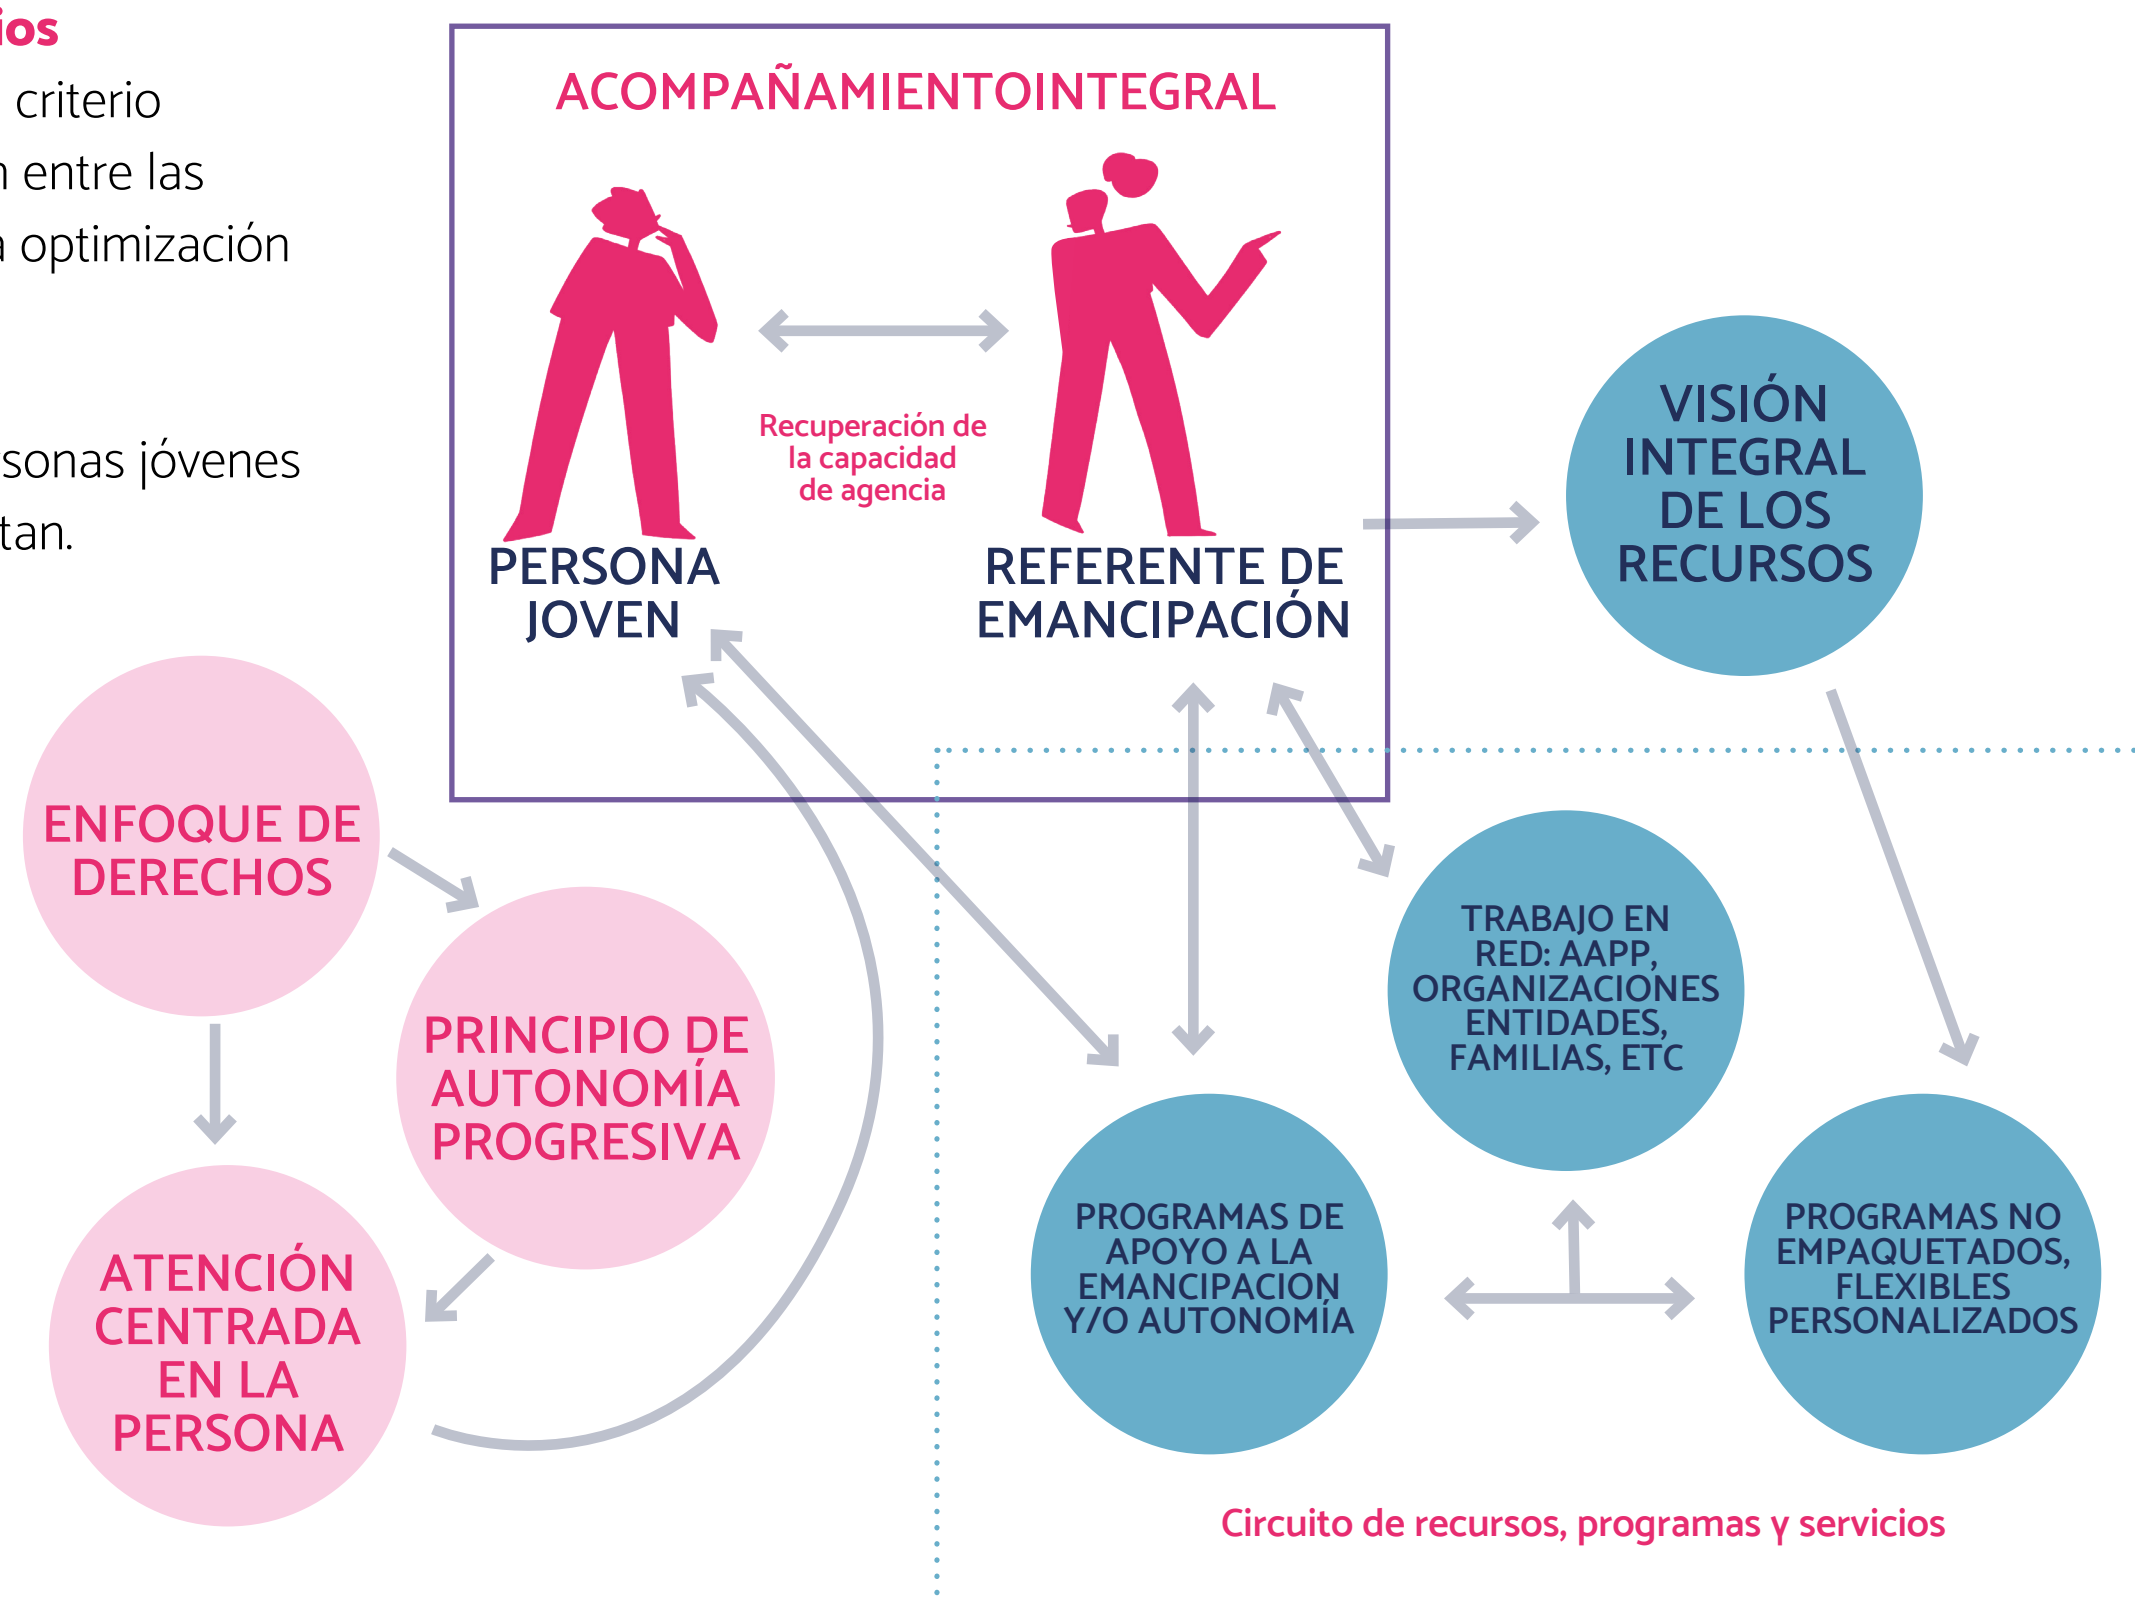 criterio
entre las
optimización
jóvenes
ACOMPAÑAMIENTOINTEGRAL
Recuperación de
la capacidad
de agencia
PERSONA
JOVEN
REFERENTE DE
EMANCIPACIÓN
VISIÓN
INTEGRAL
DE LOS
RECURSOS
ENFOQUE DE
DERECHOS
PRINCIPIO DE
AUTONOMÍA
PROGRESIVA
ATENCIÓN
CENTRADA
EN LA
PERSONA
TRABAJO EN
RED: AAPP,
ORGANIZACIONES
ENTIDADES,
FAMILIAS, ETC
PROGRAMAS DE
APOYO A LA
EMANCIPACION
Y/O AUTONOMÍA
PROGRAMAS NO
EMPAQUETADOS,
FLEXIBLES
PERSONALIZADOS
Circuito de recursos, programas y servicios